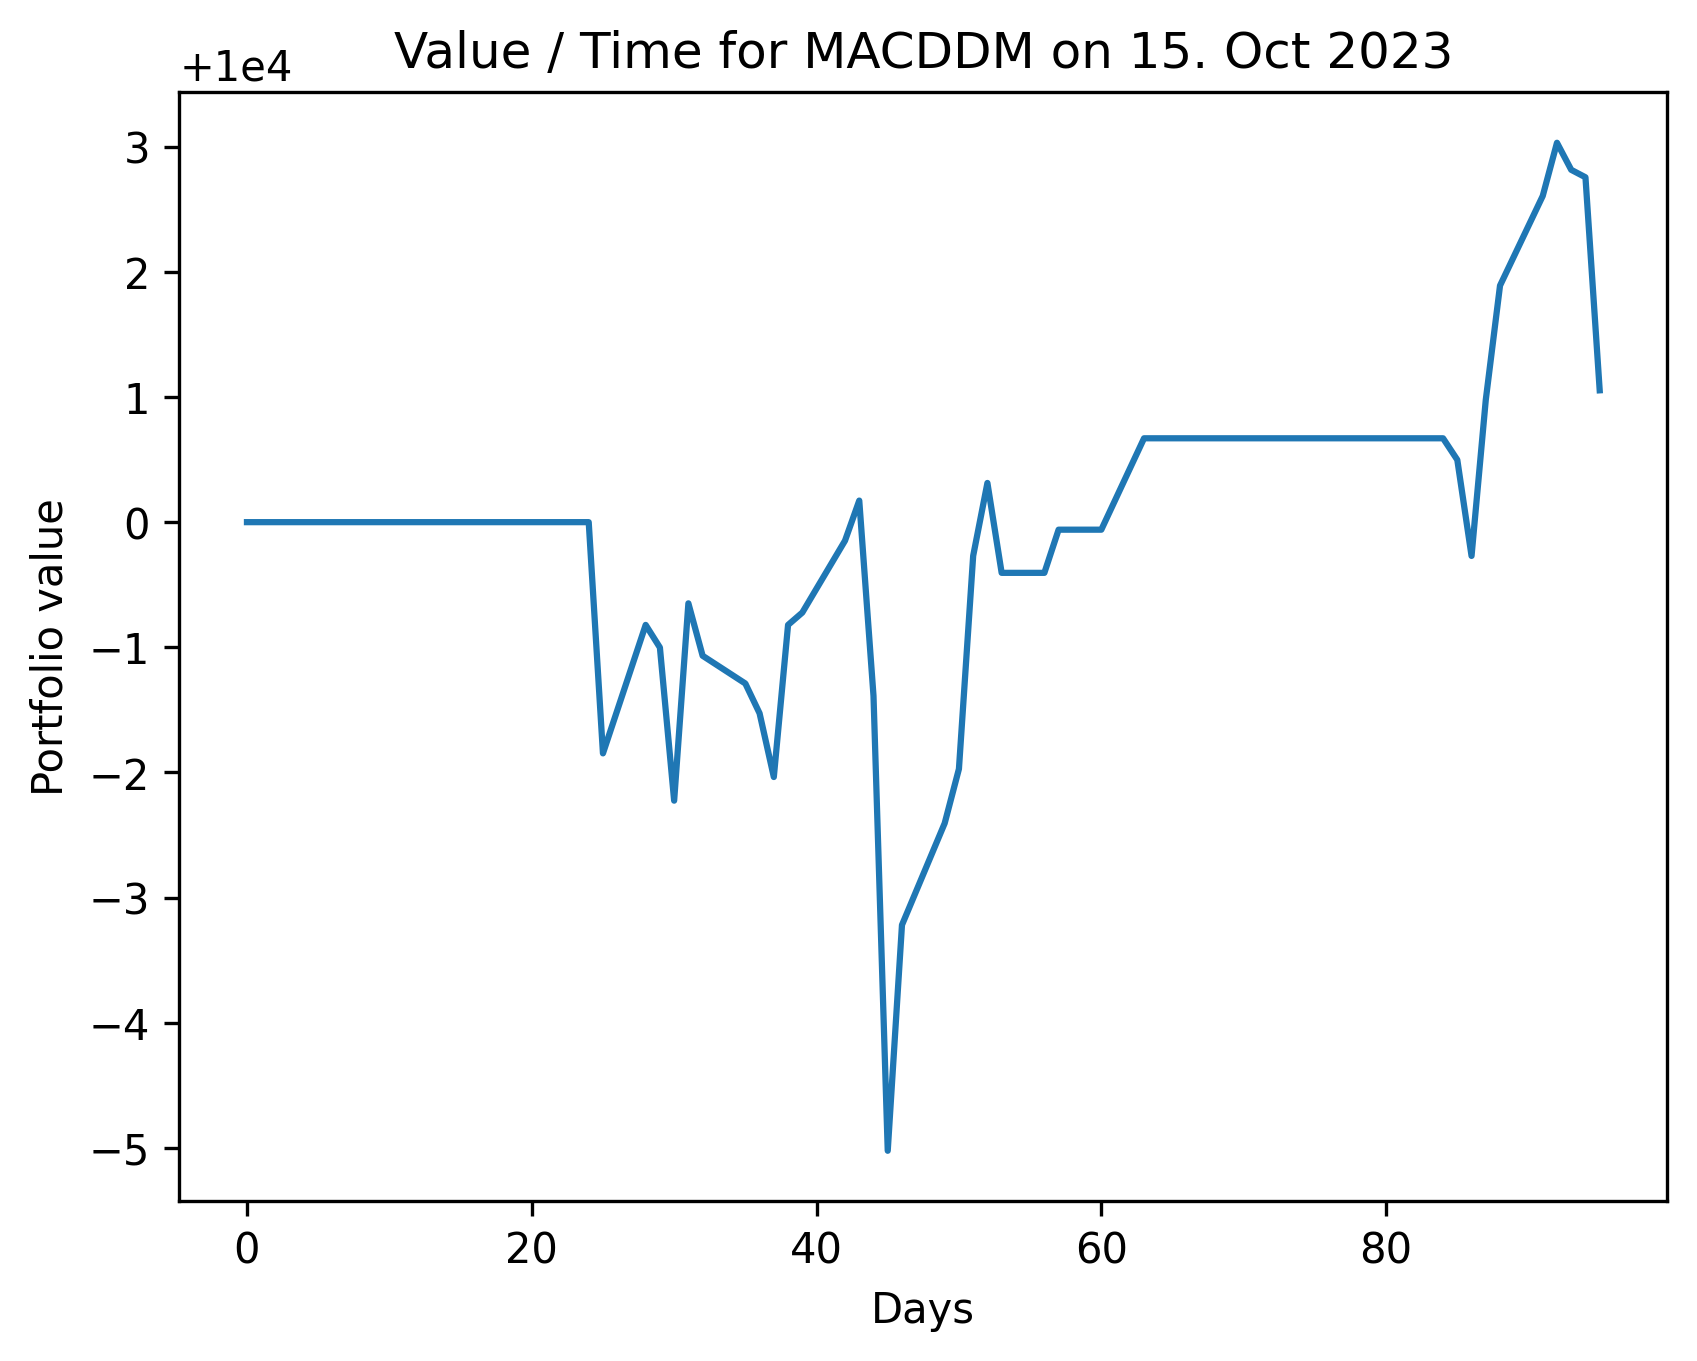 Value / Time for MACDDM on 15. Oct 2023
+1e4
3
2
1
0
−1
−2
−3
−4
−5
Portfolio value
0 20 40 60 80
Days